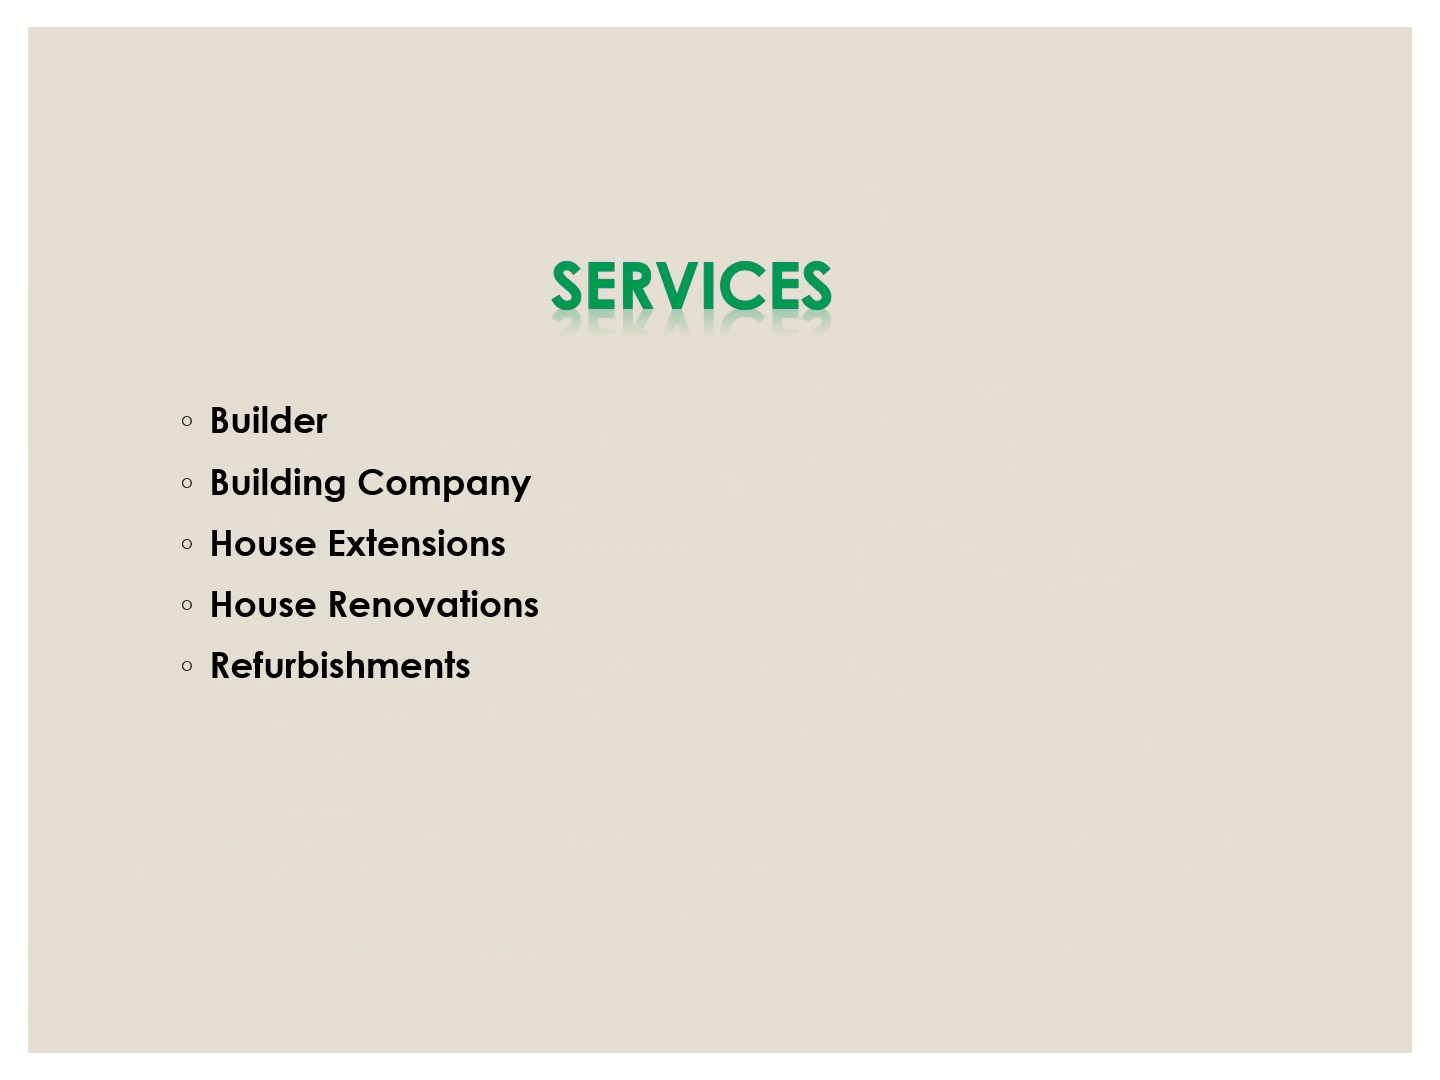 SERVICES
◦ Builder
◦ Building Company
◦ House Extensions
◦ House Renovations
◦ Refurbishments